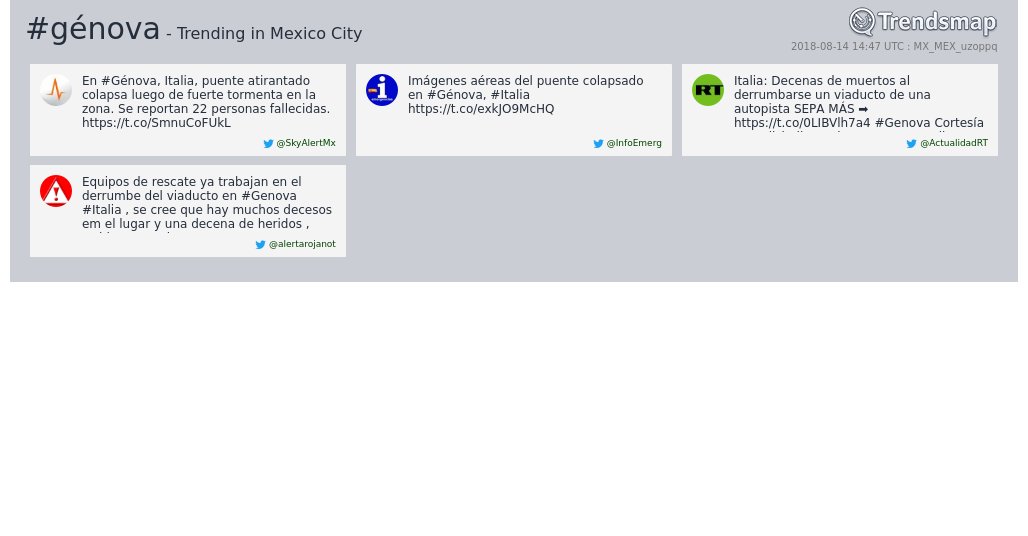 #génova - Trending in Mexico City
Trendsmap
2018-08-14 14:47 UTC : MX_MEX_uzoppq
En #Génova, Italia, puente atirantado
colapsa luego de fuerte tormenta en la
zona. Se reportan 22 personas fallecidas.
https://t.co/SmnuCoFUkL
@SkyAlertMx
Imágenes aéreas del puente colapsado
en #Génova, #Italia
https://t.co/exkJO9McHQ
@InfoEmerg
RT
Italia: Decenas de muertos al
derrumbarse un viaducto de una
autopista SEPA MÁS ➡
https://t.co/0LIBVlh7a4 #Genova Cortesía
@ActualidadRT
Equipos de rescate ya trabajan en el
derrumbe del viaducto en #Genova
#Italia , se cree que hay muchos decesos
em el lugar y una decena de heridos ,
@alertarojanot